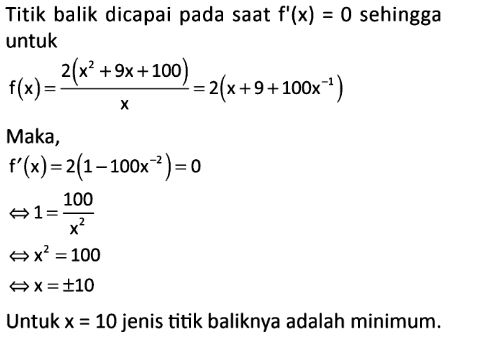 Titik balik dicapai pada saat f'(x) = 0 sehingga
untuk
f(x) = 2(x² + 9x + 100) / x = 2(x + 9 + 100x⁻¹)
Maka,
f'(x) = 2(1 − 100x⁻²) = 0
⇔ 1 = 100 / x²
⇔ x² = 100
⇔ x = ±10
Untuk x = 10 jenis titik baliknya adalah minimum.